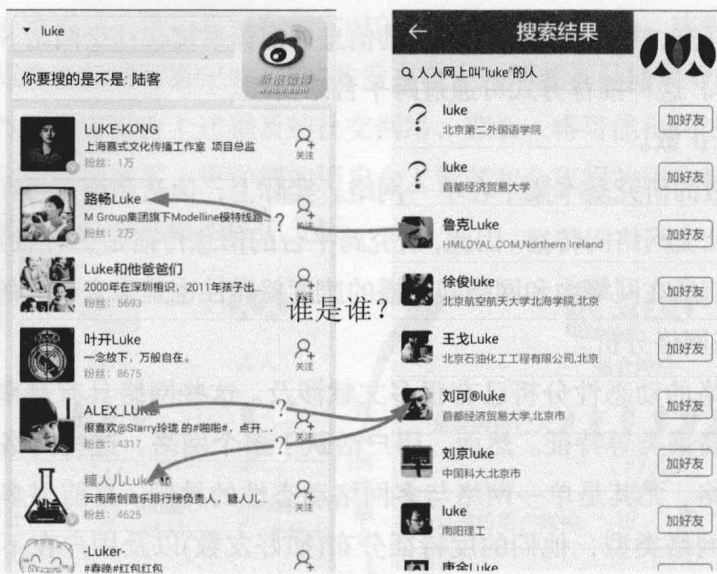 luke
新浪微博
weibo.com
你要搜的是不是: 陆客
LUKE-KONG
上海嘉式文化传播工作室 项目总监
粉丝: 1万
关注
路畅Luke
M Group集团旗下Modelline模特线路
粉丝: 2万
关注
Luke和他爸爸们
2000年在深圳相识，2011年孩子出
粉丝: 5693
叶开Luke
一念放下，万般自在。
粉丝: 8675
关注
ALEX_LUKE
很喜欢@Starry玲珑 的#啪啪#，点开...
粉丝: 4317
关注
糖人儿Luke
云南原创音乐排行榜负责人，糖人儿
粉丝: 4625
关注
-Luker-
#春晚#红包红包
?
?
?
谁是谁?
搜索结果
人人网上叫"luke"的人
luke
北京第二外国语学院
加好友
luke
首都经济贸易大学
加好友
鲁克Luke
HMLOYAL.COM,Northern Ireland
加好友
徐俊luke
北京航空航天大学北海学院,北京
加好友
王戈Luke
北京石油化工工程有限公司,北京
加好友
刘可®luke
首都经济贸易大学,北京市
加好友
刘京luke
中国科大,北京市
加好友
luke
南阳理工
加好友
唐金Luke